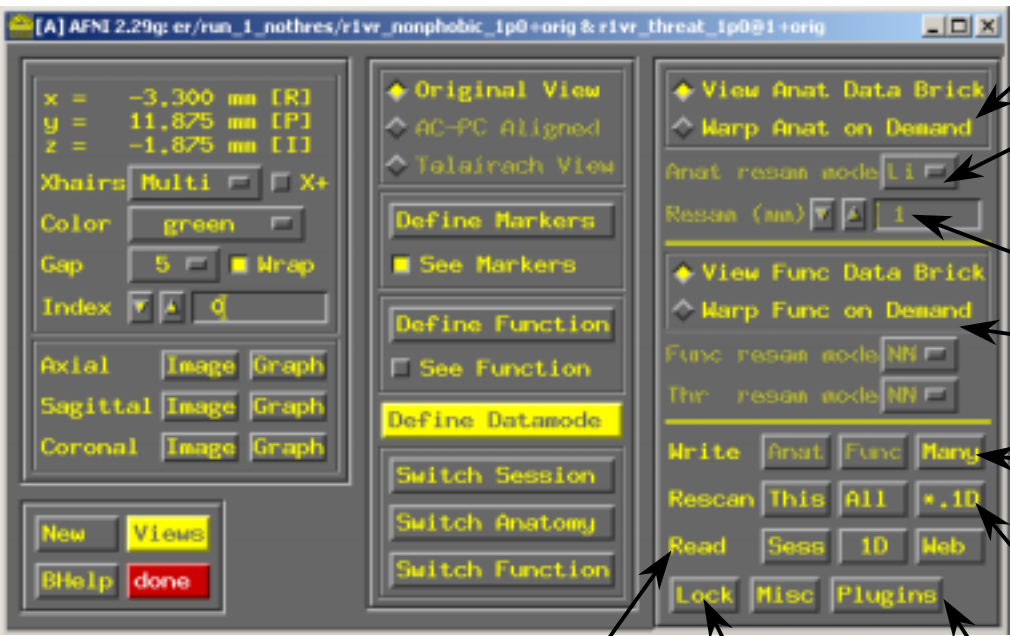 [A] AFNI 2.29g: er/run_1_nothres/r1vr_nonphobic_1p0+orig & r1vr_threat_1p0@1+orig
x = -3.300 mm [R]
y = 11.875 mm [P]
z = -1.875 mm [I]
Xhairs Multi X+
Color green
Gap 5 Wrap
Index 0
Axial Image Graph
Sagittal Image Graph
Coronal Image Graph
New Views
BHelp done
Original View
AC-PC Aligned
Talairach View
Define Markers
See Markers
Define Function
See Function
Define Datamode
Switch Session
Switch Anatomy
Switch Function
View Anat Data Brick
Warp Anat on Demand
Anat resam mode Li
Resam (mm) 1
View Func Data Brick
Warp Func on Demand
Func resam mode NN
Thr resam mode NN
Write Anat Func Many
Rescan This All *.1D
Read Sess 1D Web
Lock Misc Plugins